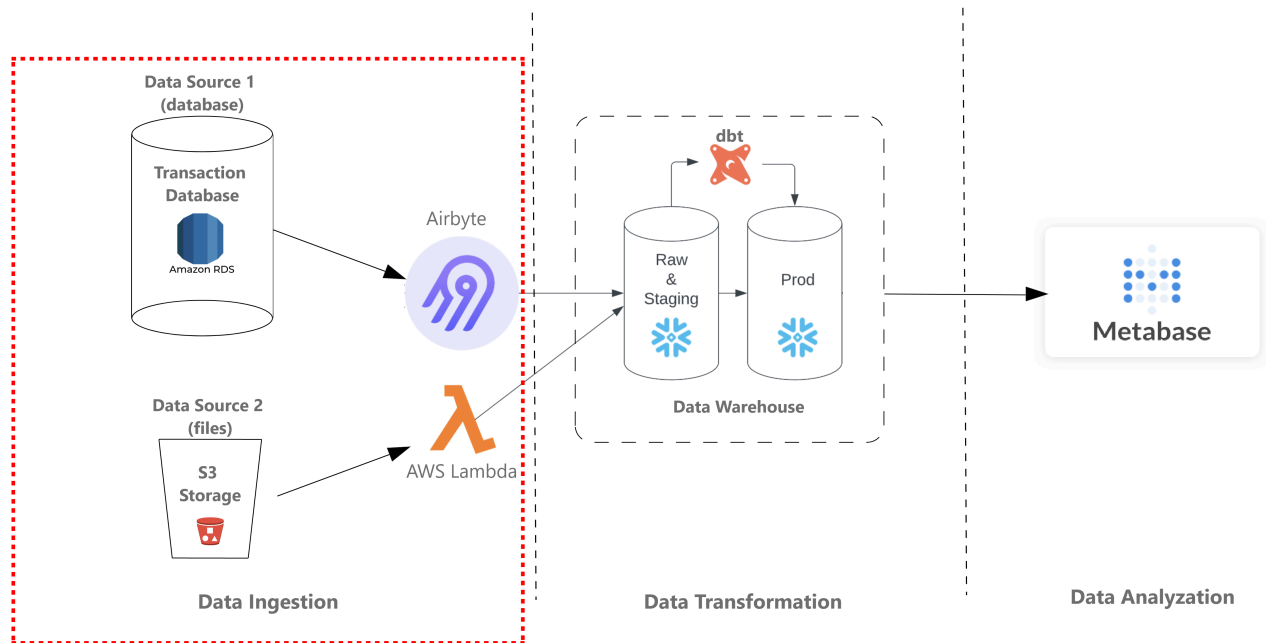 Data Source 1
(database)
Transaction
Database
Amazon RDS
Airbyte
Data Source 2
(files)
S3
Storage
AWS Lambda
Data Ingestion
dbt
Raw
&
Staging
Prod
Data Warehouse
Data Transformation
Metabase
Data Analyzation